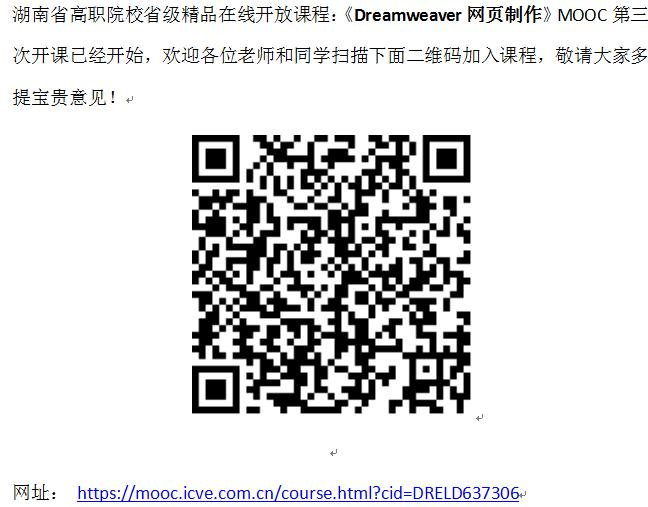 湖南省高职院校省级精品在线开放课程：《Dreamweaver 网页制作》MOOC 第三
次开课已经开始，欢迎各位老师和同学扫描下面二维码加入课程，敬请大家多
提宝贵意见！
网址： https://mooc.icve.com.cn/course.html?cid=DRELD637306